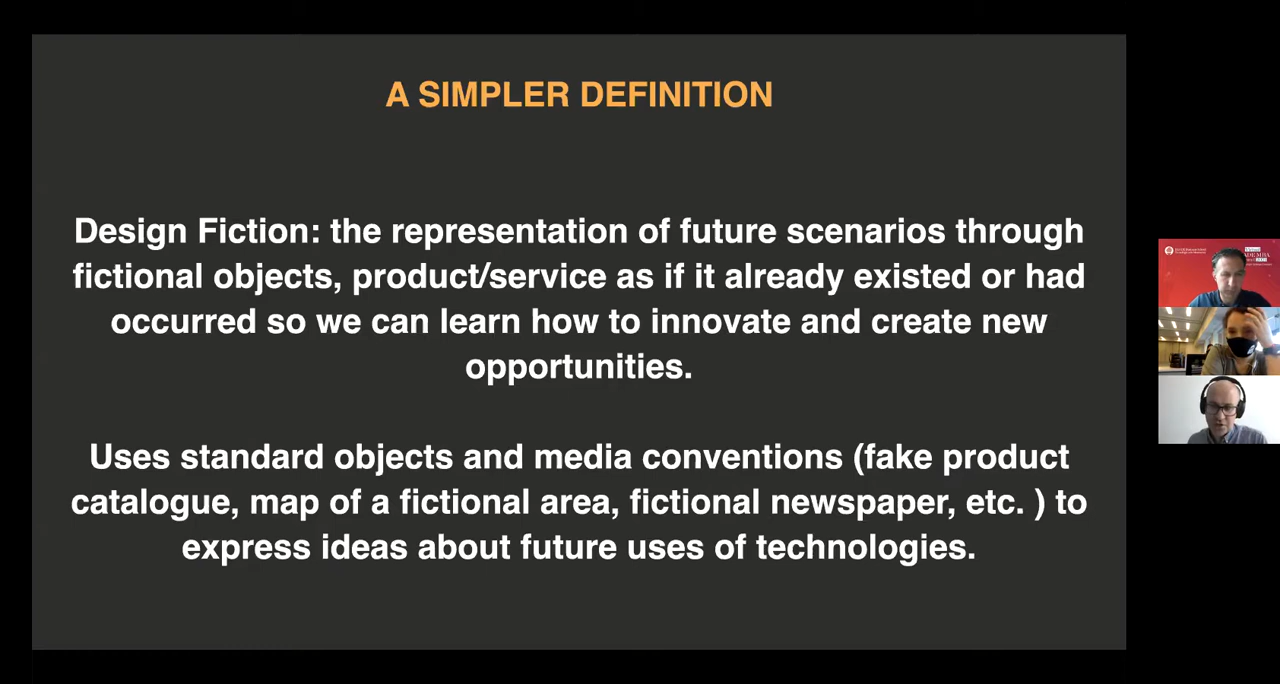 A SIMPLER DEFINITION
Design Fiction: the representation of future scenarios through
fictional objects, product/service as if it already existed or had
occurred so we can learn how to innovate and create new
opportunities.
Uses standard objects and media conventions (fake product
catalogue, map of a fictional area, fictional newspaper, etc. ) to
express ideas about future uses of technologies.